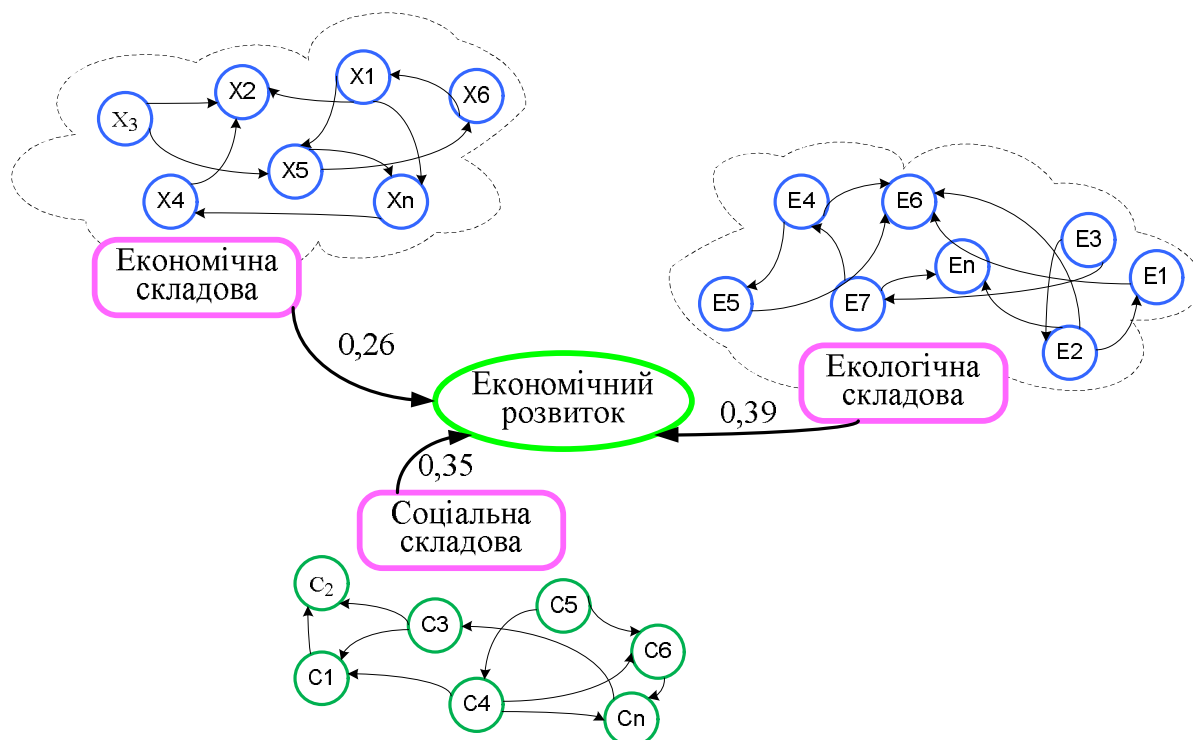 X1
X2
X6
X3
X5
X4
Xn
Економічна
складова
E4
E6
E3
En
E1
E5
E7
E2
Екологічна
складова
0,26
Економічний
розвиток
0,39
0,35
Соціальна
складова
c2
C5
C3
C6
C1
C4
Cn